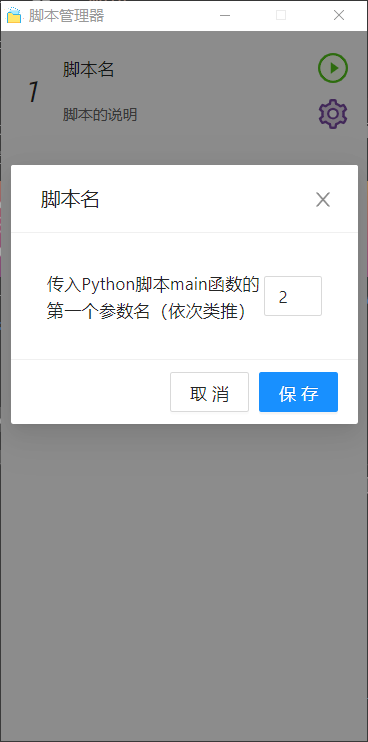 脚本管理器
1
脚本名
脚本的说明
脚本名
传入Python脚本main函数的
第一个参数名（依次类推）
2
取 消
保 存